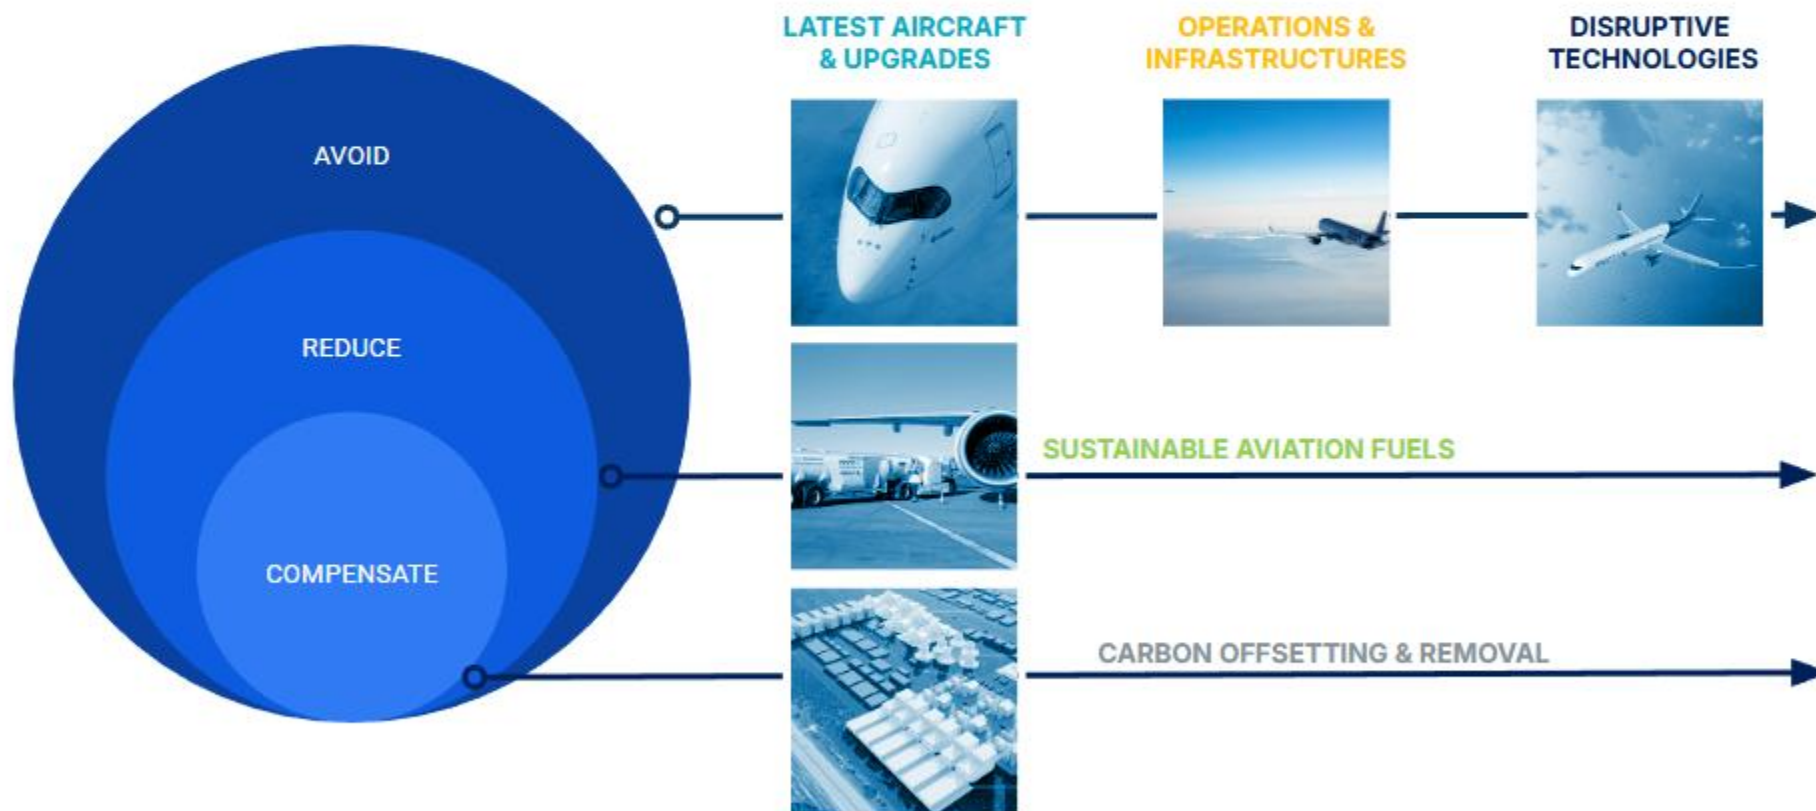 LATEST AIRCRAFT
& UPGRADES
OPERATIONS &
INFRASTRUCTURES
DISRUPTIVE
TECHNOLOGIES
AVOID
REDUCE
COMPENSATE
SUSTAINABLE AVIATION FUELS
CARBON OFFSETTING & REMOVAL